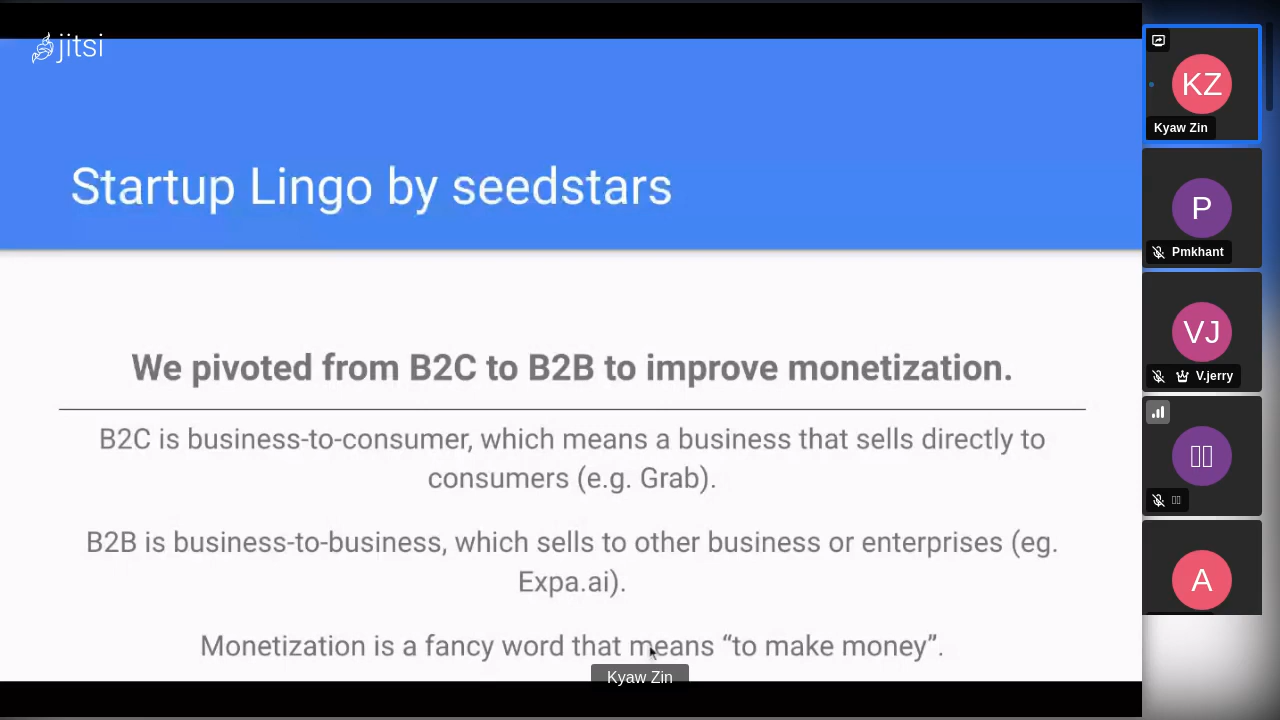 jitsi
Startup Lingo by seedstars
We pivoted from B2C to B2B to improve monetization.
B2C is business-to-consumer, which means a business that sells directly to
consumers (e.g. Grab).
B2B is business-to-business, which sells to other business or enterprises (eg.
Expa.ai).
Monetization is a fancy word that means “to make money”.
Kyaw Zin
KZ
Kyaw Zin
P
Pmkhant
VJ
V.jerry
A